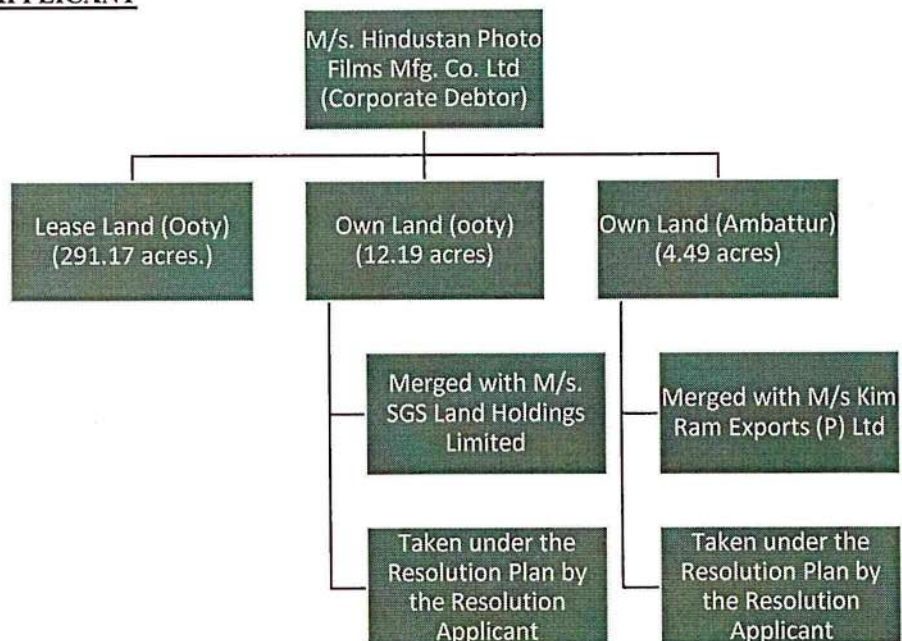 M/s. Hindustan Photo
Films Mfg. Co. Ltd
(Corporate Debtor)
Lease Land (Ooty)
(291.17 acres.)
Own Land (ooty)
(12.19 acres)
Own Land (Ambattur)
(4.49 acres)
Merged with M/s.
SGS Land Holdings
Limited
Merged with M/s Kim
Ram Exports (P) Ltd
Taken under the
Resolution Plan by
the Resolution
Applicant
Taken under the
Resolution Plan by
the Resolution
Applicant